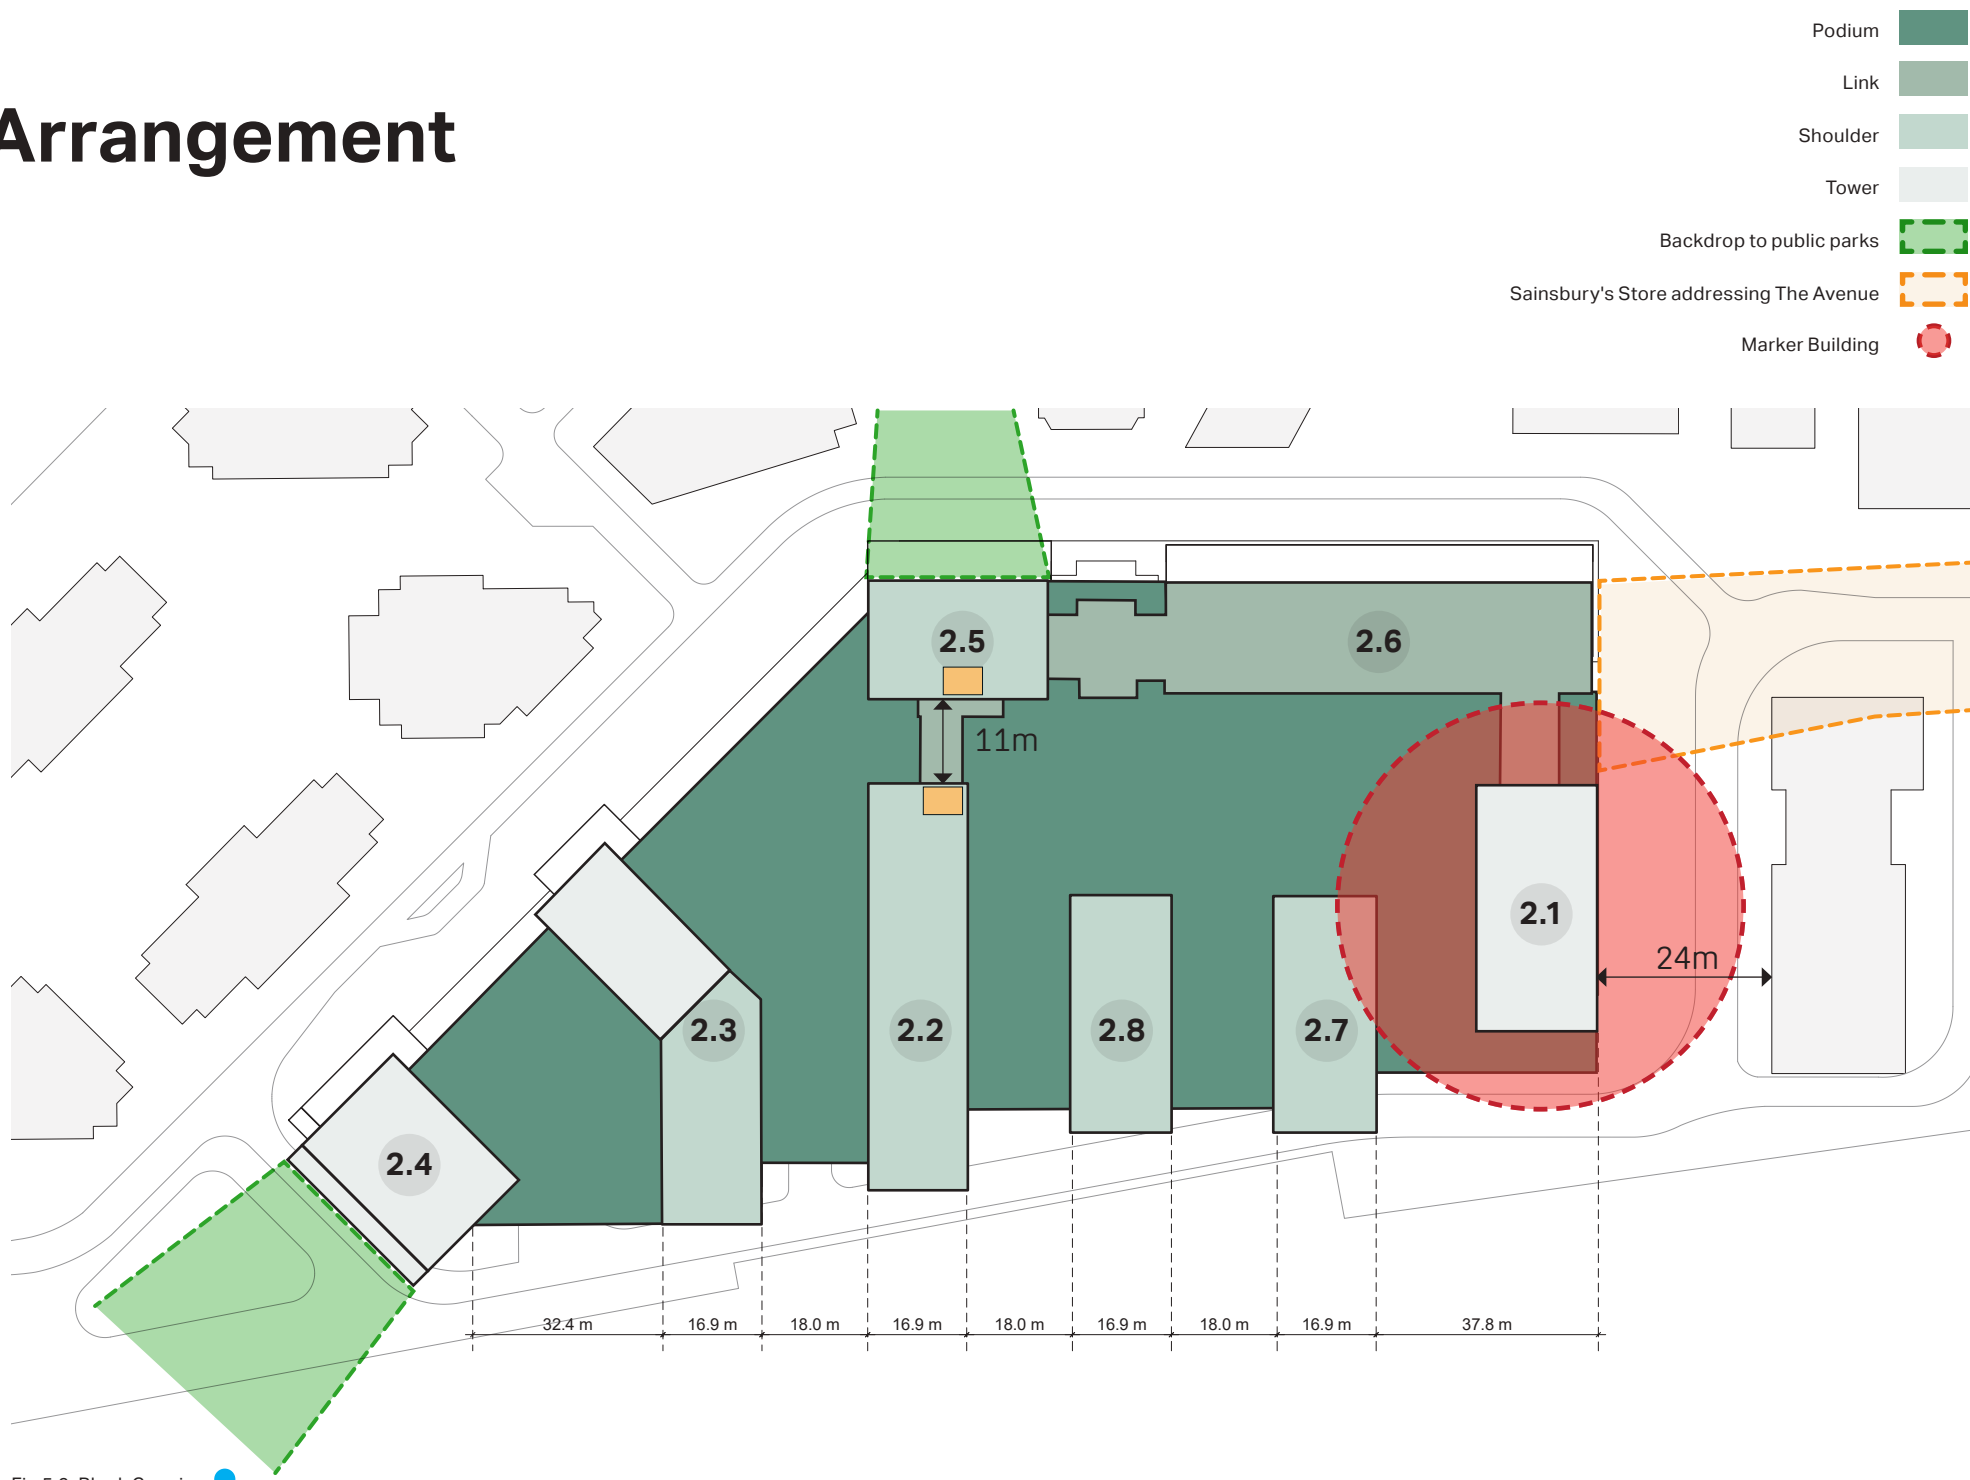 Arrangement
Podium
Link
Shoulder
Tower
Backdrop to public parks
Sainsbury's Store addressing The Avenue
Marker Building
2.5
2.6
11m
2.1
24m
2.3
2.2
2.8
2.7
2.4
32.4 m 16.9 m 18.0 m 16.9 m 18.0 m 16.9 m 18.0 m 16.9 m 37.8 m